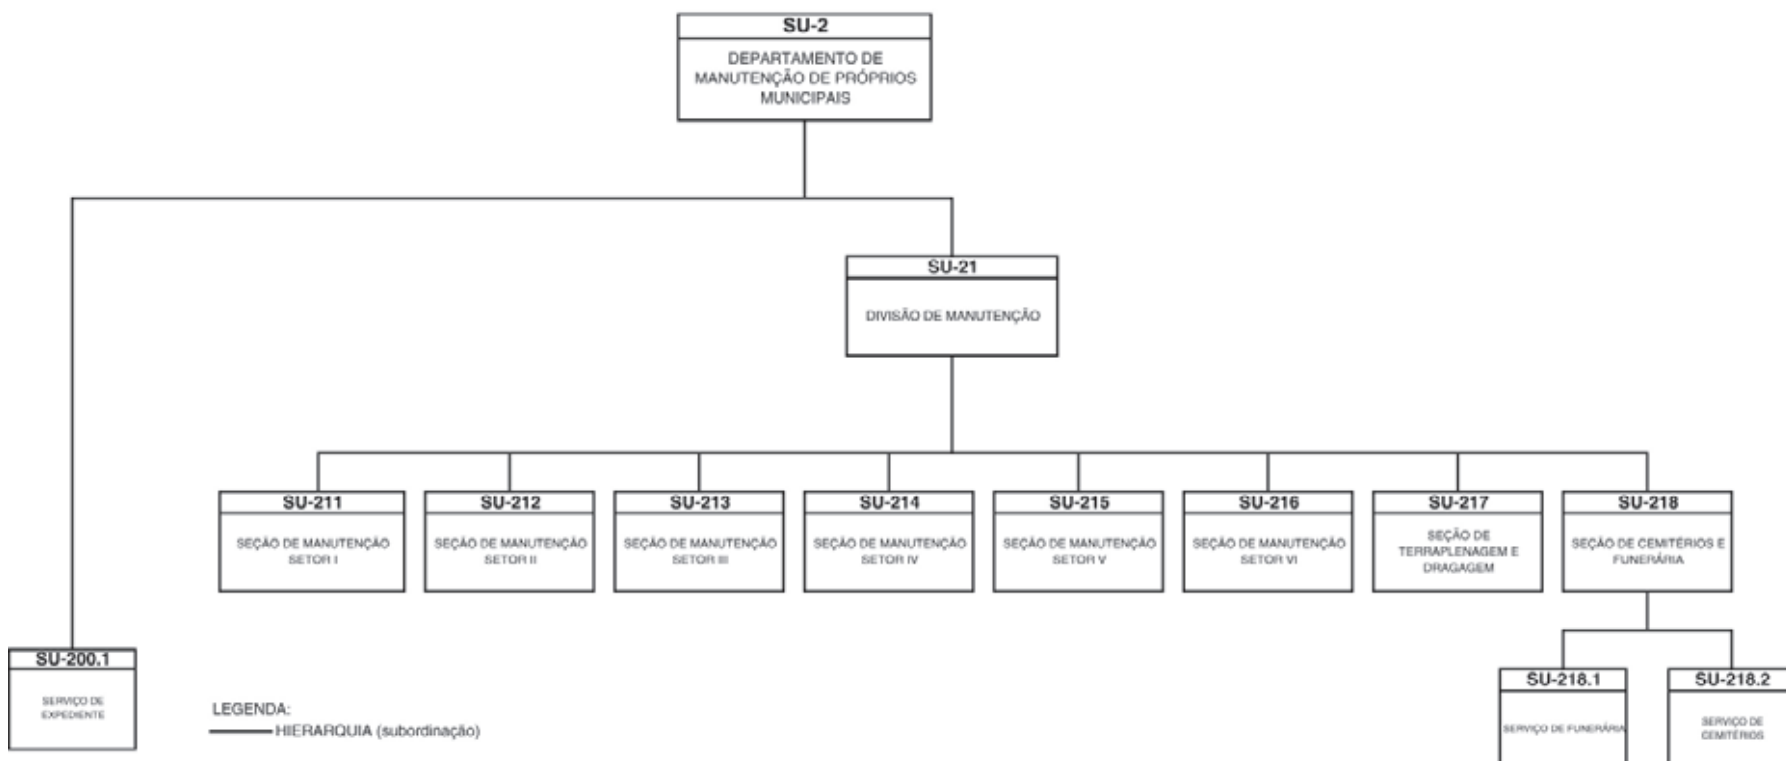 SU-2
DEPARTAMENTO DE
MANUTENÇÃO DE PRÓPRIOS
MUNICIPAIS
SU-21
DIVISÃO DE MANUTENÇÃO
SU-211
SEÇÃO DE MANUTENÇÃO
SETOR I
SU-212
SEÇÃO DE MANUTENÇÃO
SETOR II
SU-213
SEÇÃO DE MANUTENÇÃO
SETOR III
SU-214
SEÇÃO DE MANUTENÇÃO
SETOR IV
SU-215
SEÇÃO DE MANUTENÇÃO
SETOR V
SU-216
SEÇÃO DE MANUTENÇÃO
SETOR VI
SU-217
SEÇÃO DE
TERRAPLENAGEM E
DRAGAGEM
SU-218
SEÇÃO DE CEMITÉRIOS E
FUNERÁRIA
SU-200.1
SERVIÇO DE
EXPEDIENTE
SU-218.1
SERVIÇO DE FUNERÁRIA
SU-218.2
SERVIÇO DE
CEMITÉRIOS
LEGENDA:
HIERARQUIA (subordinação)